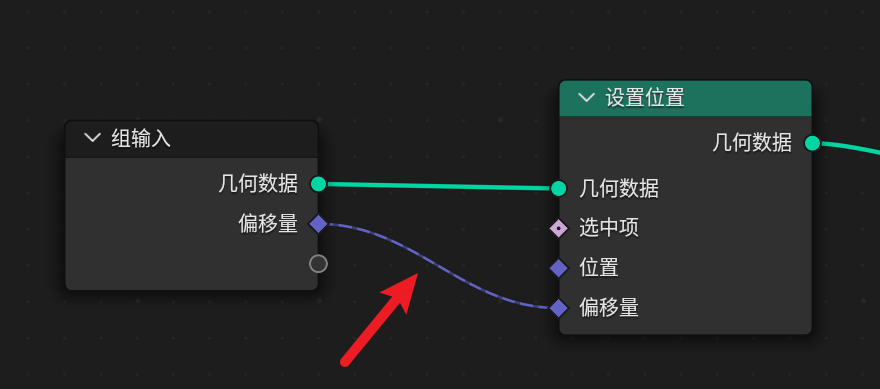 组输入
几何数据
偏移量
设置位置
几何数据
几何数据
选中项
位置
偏移量